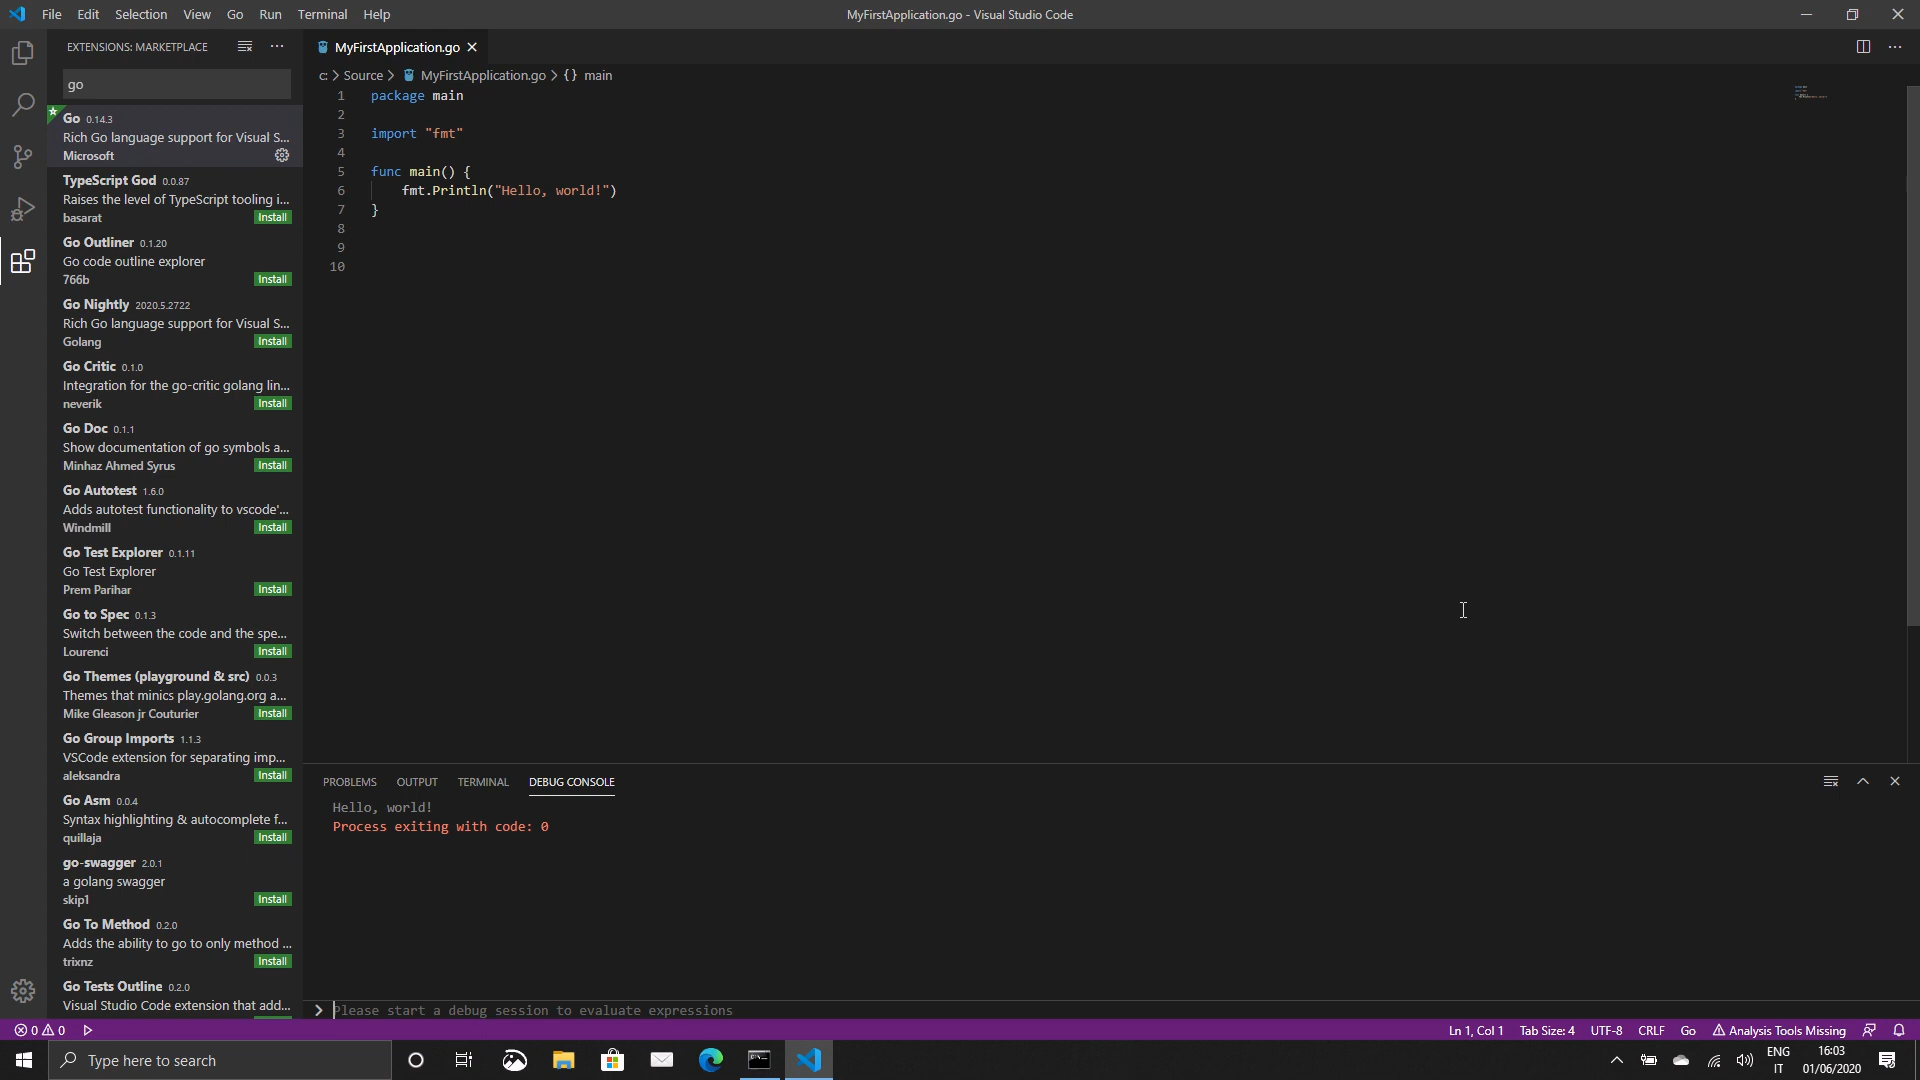 File Edit Selection View Go Run Terminal Help
MyFirstApplication.go - Visual Studio Code
EXTENSIONS: MARKETPLACE
go
Go 0.14.3
Rich Go language support for Visual S...
Microsoft
TypeScript God 0.0.87
Raises the level of TypeScript tooling i...
basarat Install
Go Outliner 0.1.20
Go code outline explorer
766b Install
Go Nightly 2020.5.2722
Rich Go language support for Visual S...
Golang Install
Go Critic 0.1.0
Integration for the go-critic golang lin...
neverik Install
Go Doc 0.1.1
Show documentation of go symbols a...
Minhaz Ahmed Syrus Install
Go Autotest 1.6.0
Adds autotest functionality to vscode'...
Windmill Install
Go Test Explorer 0.1.11
Go Test Explorer
Prem Parihar Install
Go to Spec 0.1.3
Switch between the code and the spe...
Lourenci Install
Go Themes (playground & src) 0.0.3
Themes that minics play.golang.org a...
Mike Gleason jr Couturier Install
Go Group Imports 1.1.3
VSCode extension for separating imp...
aleksandra Install
Go Asm 0.0.4
Syntax highlighting & autocomplete f...
quillaja Install
go-swagger 2.0.1
a golang swagger
skip1 Install
Go To Method 0.2.0
Adds the ability to go to only method ...
trixnz Install
Go Tests Outline 0.2.0
Visual Studio Code extension that add...
MyFirstApplication.go
c: > Source > MyFirstApplication.go > {} main
1 package main
2
3 import "fmt"
4
5 func main() {
6 fmt.Println("Hello, world!")
7 }
8
9
10
PROBLEMS OUTPUT TERMINAL DEBUG CONSOLE
Hello, world!
Process exiting with code: 0
Please start a debug session to evaluate expressions
0 0
Ln 1, Col 1 Tab Size: 4 UTF-8 CRLF Go Analysis Tools Missing
Type here to search
ENG
IT
16:03
01/06/2020